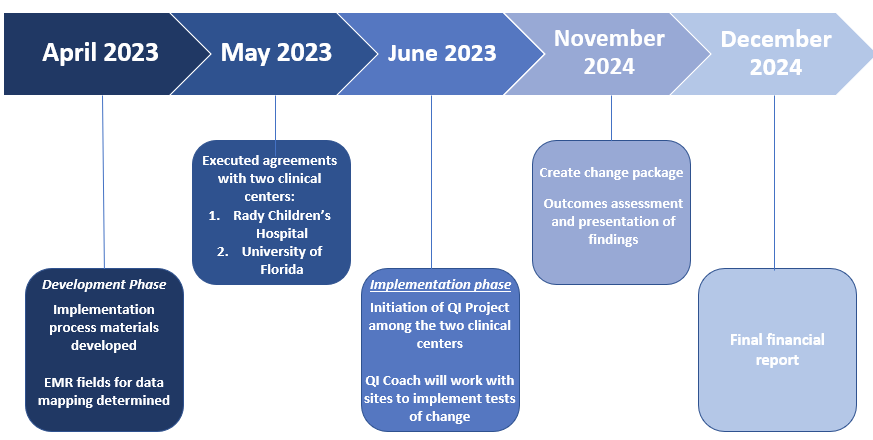 April 2023
May 2023
June 2023
November
2024
December
2024
Executed agreements
with two clinical
centers:
1. Rady Children's
Hospital
2. University of
Florida
Create change package
Outcomes assessment
and presentation of
findings
Development Phase
Implementation
process materials
developed
EMR fields for data
mapping determined
Implementation phase
Initiation of QI Project
among the two clinical
centers
QI Coach will work with
sites to implement tests
of change
Final financial
report